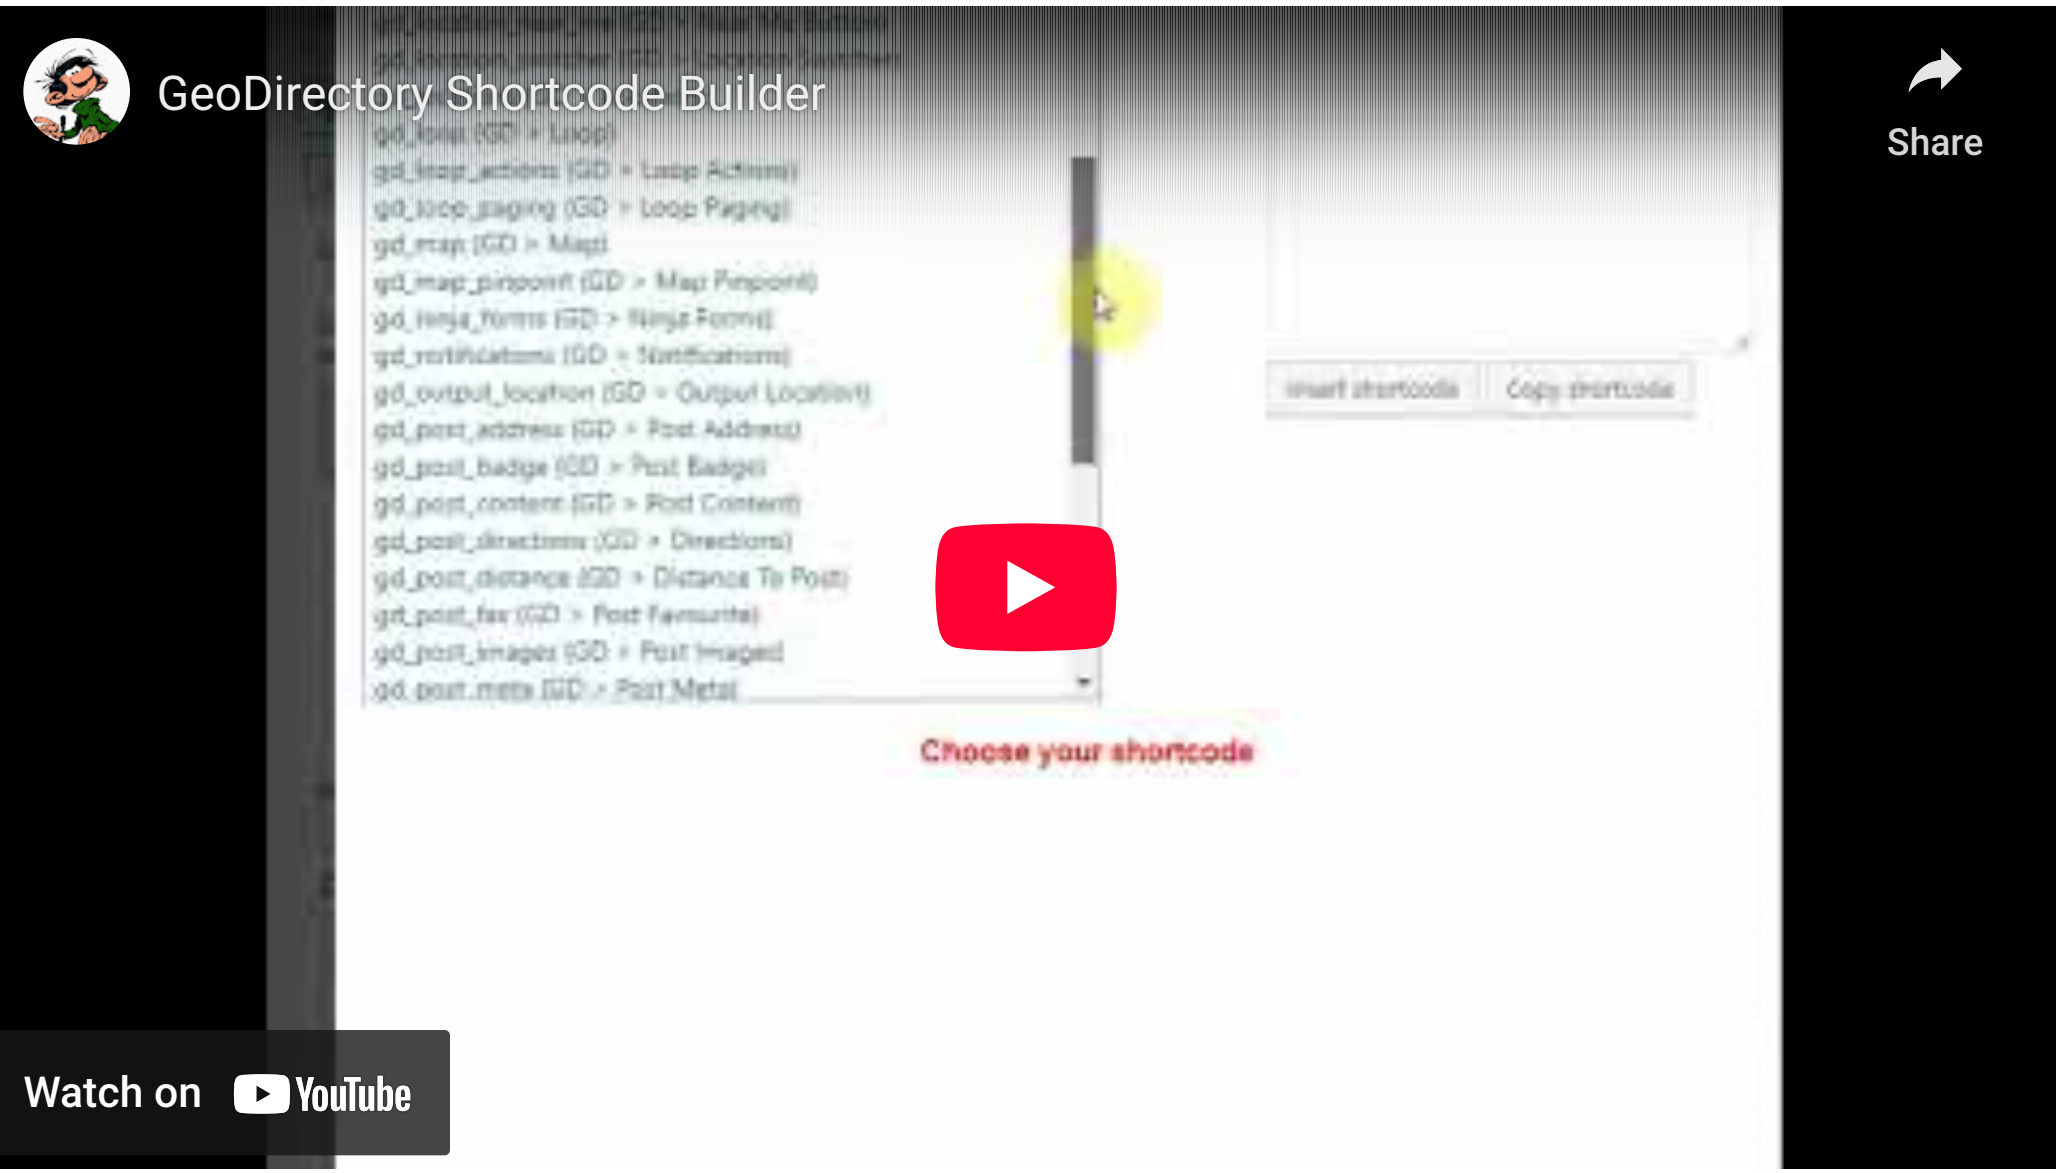 GeoDirectory Shortcode Builder
Share
gd_loop (GD > Loop)
gd_loop_actions (GD > Loop Actions)
gd_loop_paging (GD > Loop Paging)
gd_map (GD > Map)
gd_map_pinpoint (GD > Map Pinpoint)
gd_ninja_forms (GD > Ninja Forms)
gd_notifications (GD > Notifications)
gd_output_location (GD > Output Location)
Insert shortcode
Copy shortcode
gd_post_address (GD > Post Address)
gd_post_badge (GD > Post Badge)
gd_post_content (GD > Post Content)
gd_post_directions (GD > Directions)
gd_post_distance (GD > Distance To Post)
gd_post_fav (GD > Post Favourite)
gd_post_images (GD > Post Images)
gd_post_meta (GD > Post Meta)
Choose your shortcode
Watch on YouTube